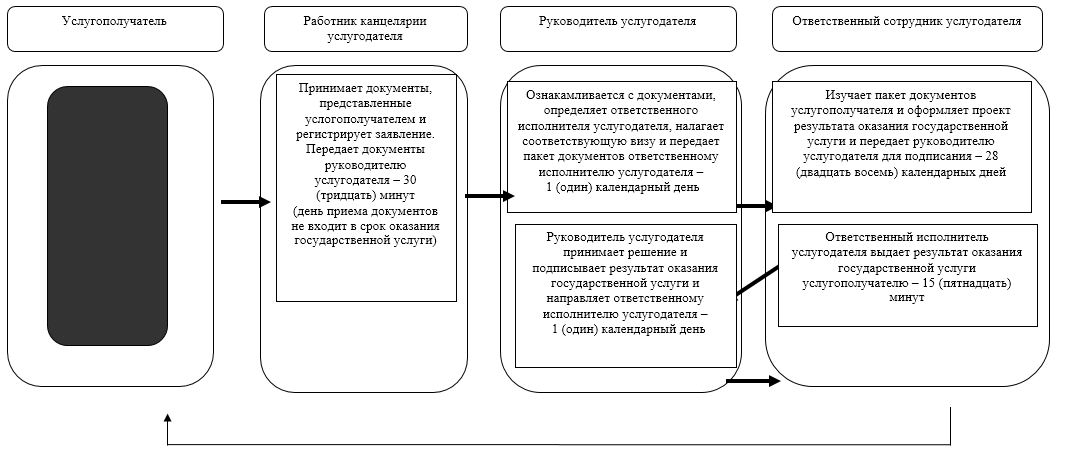 Услугополучатель
Работник канцелярии
услугодателя
Руководитель услугодателя
Ответственный сотрудник услугодателя
Принимает документы,
представленные
услогополучателем и
регистрирует заявление.
Передает документы
руководителю
услугодателя – 30
(тридцать) минут
(день приема документов
не входит в срок оказания
государственной услуги)
Ознакамливается с документами,
определяет ответственного
исполнителя услугодателя, налагает
соответствующую визу и передает
пакет документов ответственному
исполнителю услугодателя –
1 (один) календарный день
Изучает пакет документов
услугополучателя и оформляет проект
результата оказания государственной
услуги и передает руководителю
услугодателя для подписания – 28
(двадцать восемь) календарных дней
Руководитель услугодателя
принимает решение и
подписывает результат оказания
государственной услуги и
направляет ответственному
исполнителю услугодателя –
1 (один) календарный день
Ответственный исполнитель
услугодателя выдает результат оказания
государственной услуги
услугополучателю – 15 (пятнадцать)
минут